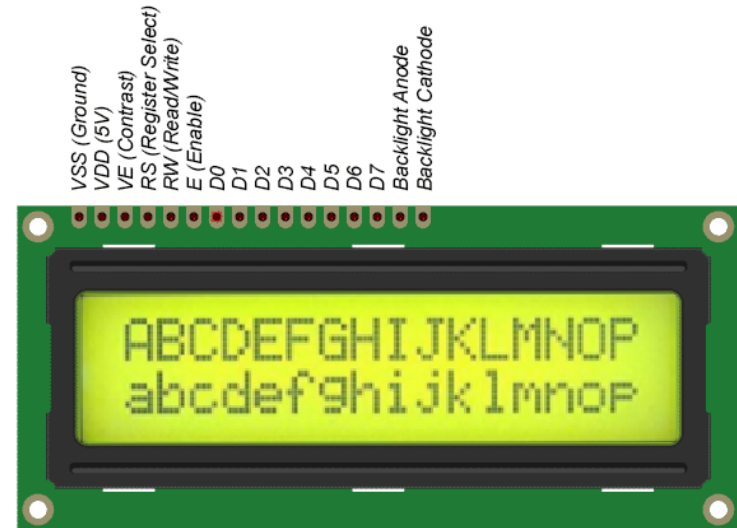 VSS (Ground)
VDD (5V)
VE (Contrast)
RS (Register Select)
RW (Read/Write)
E (Enable)
D0
D1
D2
D3
D4
D5
D6
D7
Backlight Anode
Backlight Cathode
ABCDEFGHIJKLMNOP
abcdefghijklmnop